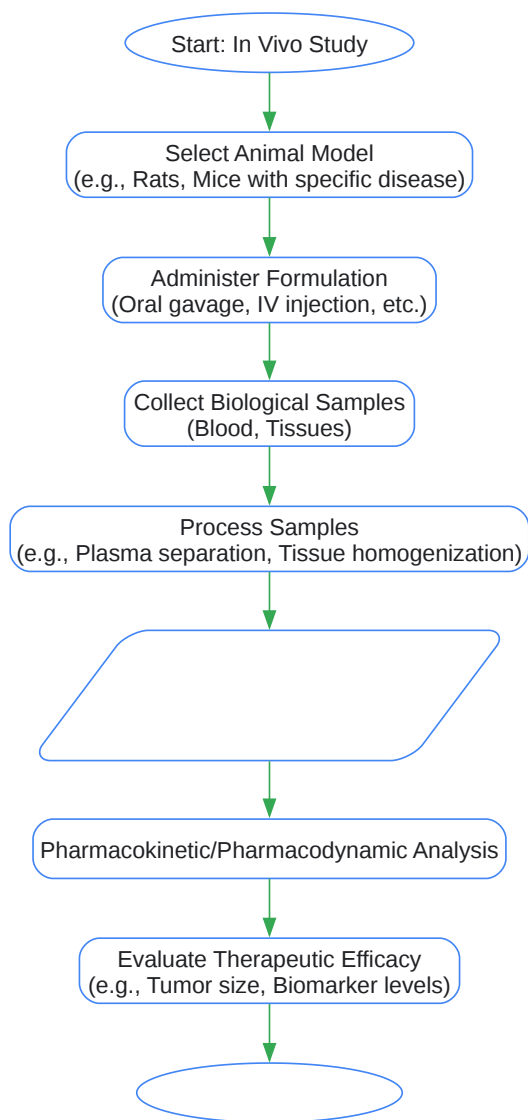 Start: In Vivo Study
Select Animal Model
(e.g., Rats, Mice with specific disease)
Administer Formulation
(Oral gavage, IV injection, etc.)
Collect Biological Samples
(Blood, Tissues)
Process Samples
(e.g., Plasma separation, Tissue homogenization)
Pharmacokinetic/Pharmacodynamic Analysis
Evaluate Therapeutic Efficacy
(e.g., Tumor size, Biomarker levels)